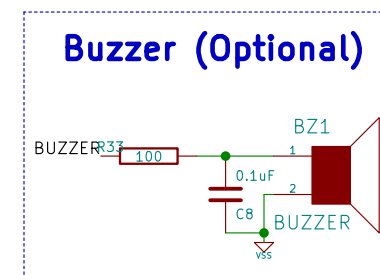 Buzzer (Optional)
BZ1
BUZZER
R33
100
1
0.1uF
2
C8
BUZZER
VSS